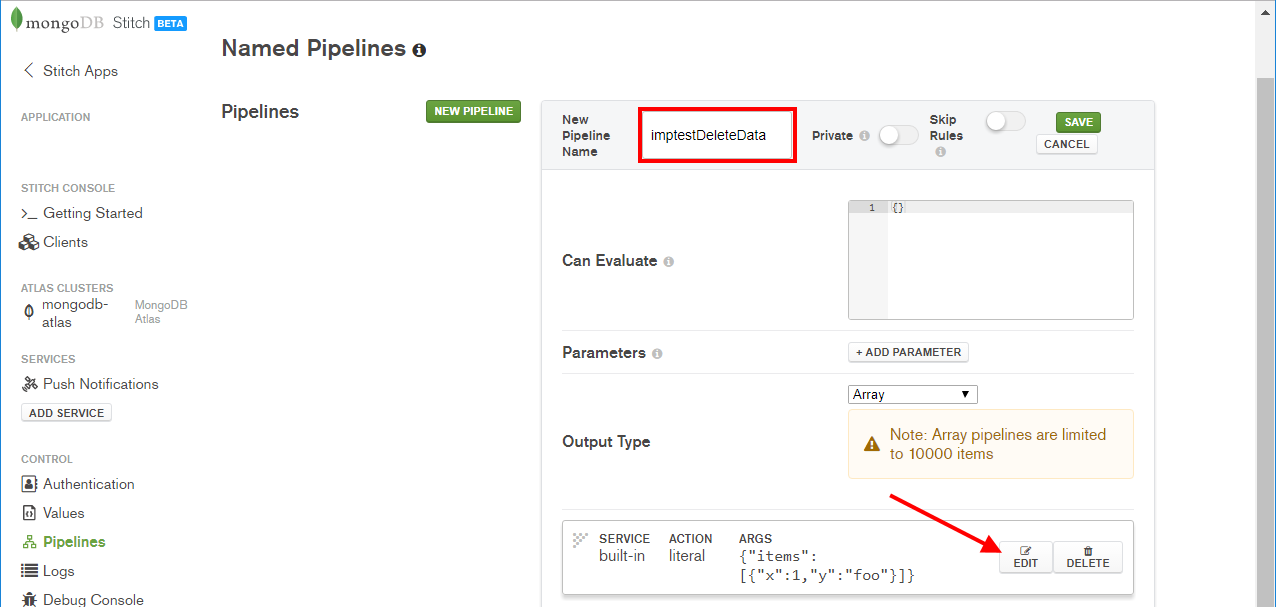 mongoDB Stitch BETA
Stitch Apps
APPLICATION
STITCH CONSOLE
Getting Started
Clients
ATLAS CLUSTERS
mongodb-
atlas
MongoDB
Atlas
SERVICES
Push Notifications
ADD SERVICE
CONTROL
Authentication
Values
Pipelines
Logs
Debug Console
Named Pipelines
Pipelines
NEW PIPELINE
New
Pipeline
Name
imptestDeleteData
Private
Skip
Rules
SAVE
CANCEL
Can Evaluate
1 {}
Parameters
+ ADD PARAMETER
Output Type
Array
Note: Array pipelines are limited
to 10000 items
SERVICE
built-in
ACTION
literal
ARGS
{"items":
[{"x":1,"y":"foo"}]}
EDIT
DELETE